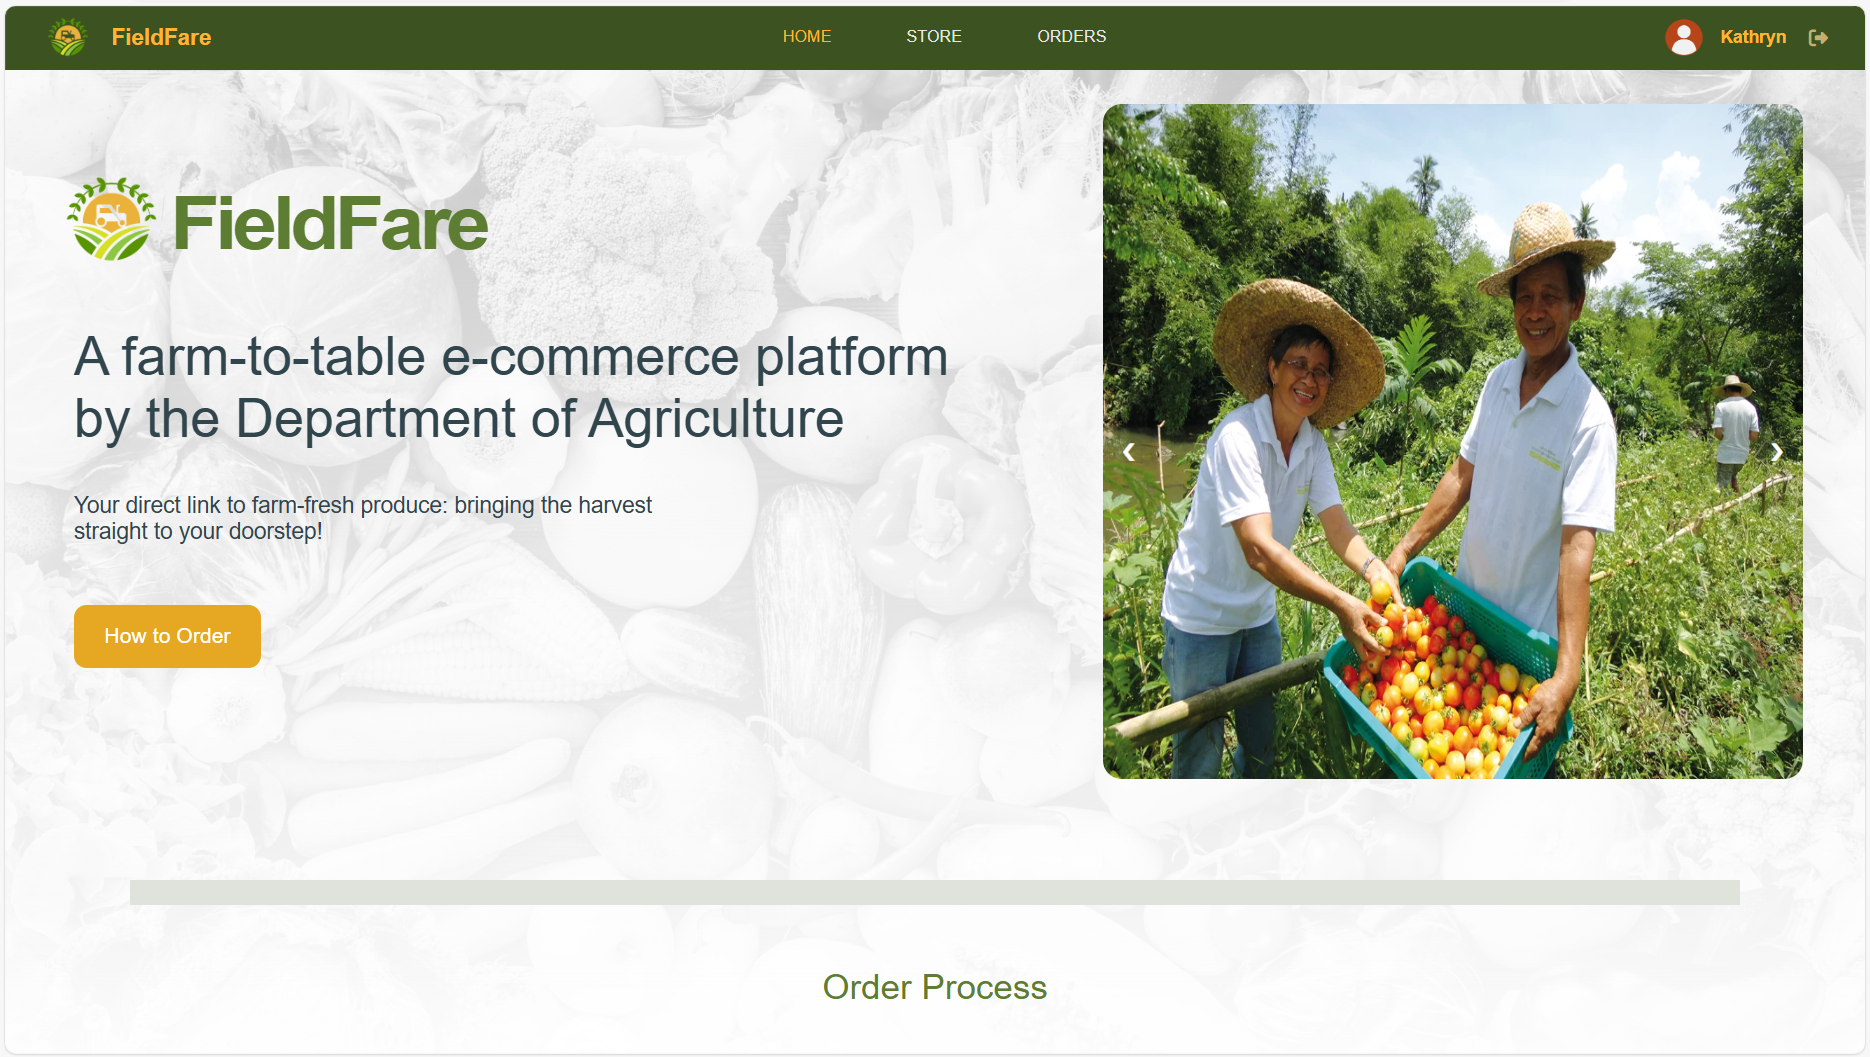 FieldFare
HOME
STORE
ORDERS
Kathryn
FieldFare
A farm-to-table e-commerce platform
by the Department of Agriculture
Your direct link to farm-fresh produce: bringing the harvest
straight to your doorstep!
How to Order
Order Process